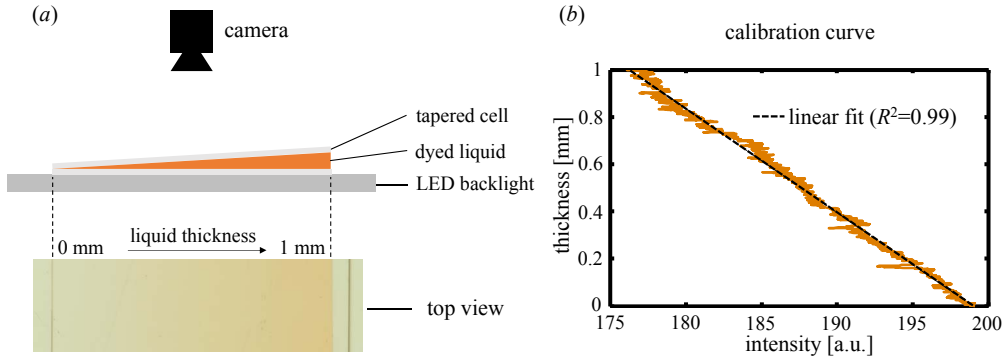 (a)
camera
tapered cell
dyed liquid
LED backlight
0 mm liquid thickness 1 mm
top view
(b)
calibration curve
linear fit (R²=0.99)
thickness [mm]
1
0.8
0.6
0.4
0.2
0
175 180 185 190 195 200
intensity [a.u.]